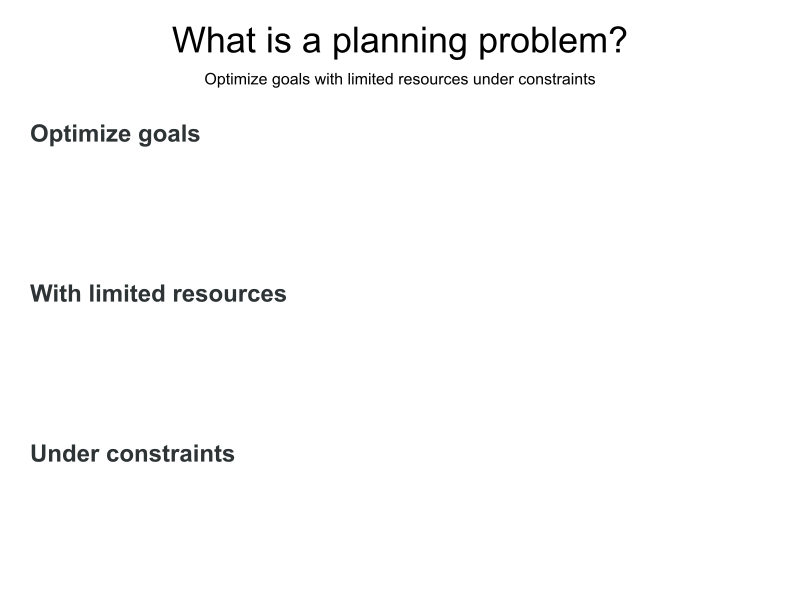 What is a planning problem?
Optimize goals with limited resources under constraints
Optimize goals
With limited resources
Under constraints